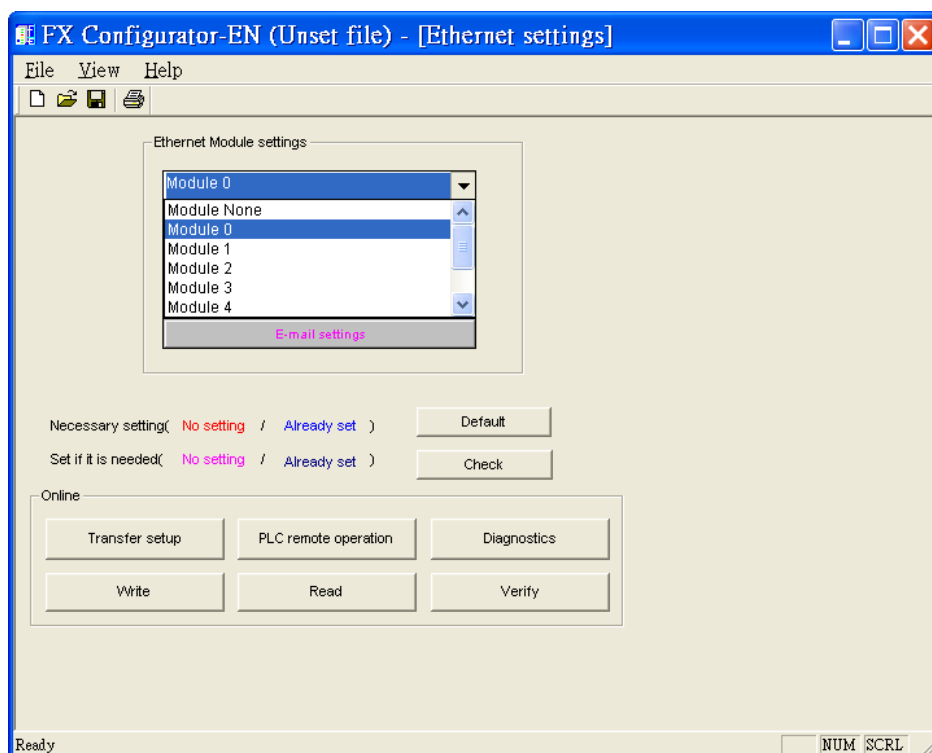 FX Configurator-EN (Unset file) - [Ethernet settings]
File View Help
Ethernet Module settings
Module 0
Module None
Module 0
Module 1
Module 2
Module 3
Module 4
E-mail settings
Necessary setting( No setting / Already set )
Default
Set if it is needed( No setting / Already set )
Check
Online
Transfer setup
PLC remote operation
Diagnostics
Write
Read
Verify
Ready
NUM SCRL